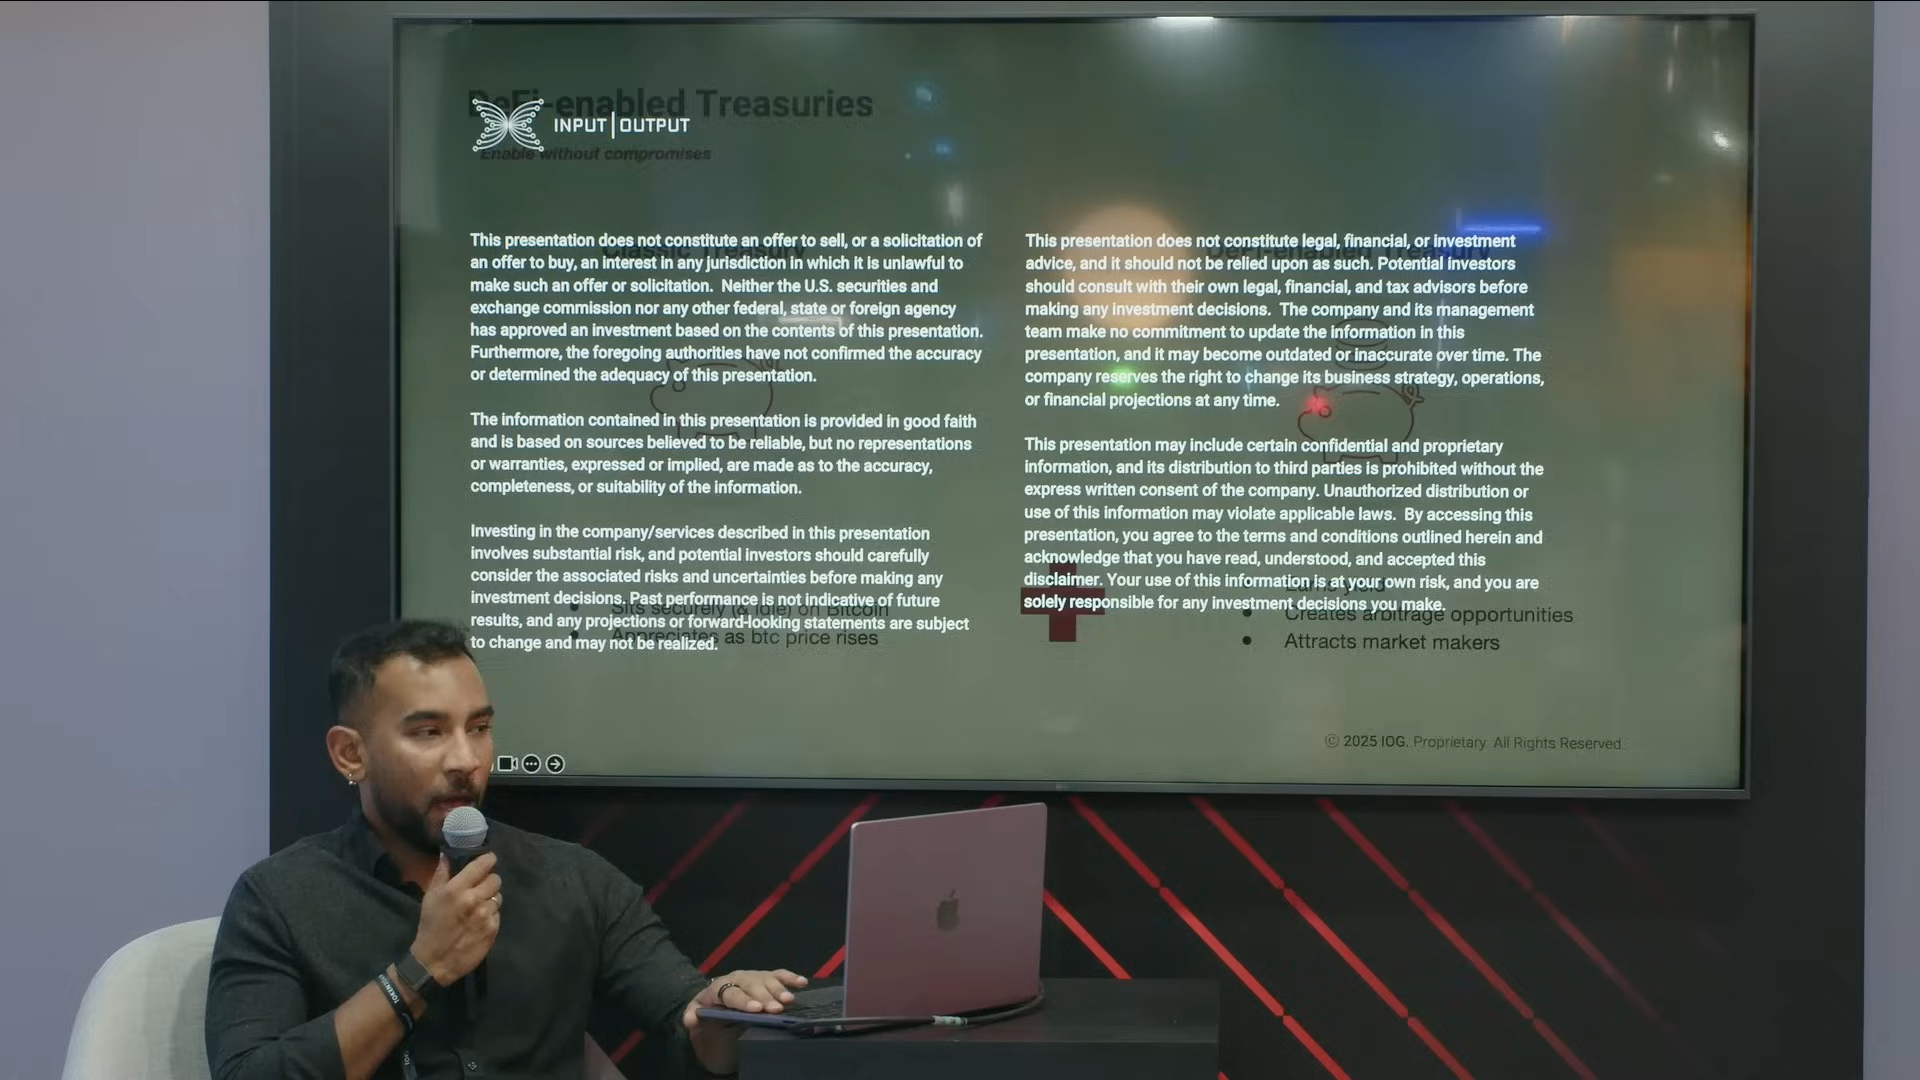 DeFi-enabled Treasuries
INPUT|OUTPUT
Enable without compromises
Classic Treasury
DeFi-enabled Treasury
This presentation does not constitute an offer to sell, or a solicitation of
an offer to buy, an interest in any jurisdiction in which it is unlawful to
make such an offer or solicitation. Neither the U.S. securities and
exchange commission nor any other federal, state or foreign agency
has approved an investment based on the contents of this presentation.
Furthermore, the foregoing authorities have not confirmed the accuracy
or determined the adequacy of this presentation.
The information contained in this presentation is provided in good faith
and is based on sources believed to be reliable, but no representations
or warranties, expressed or implied, are made as to the accuracy,
completeness, or suitability of the information.
Investing in the company/services described in this presentation
involves substantial risk, and potential investors should carefully
consider the associated risks and uncertainties before making any
investment decisions. Past performance is not indicative of future
results, and any projections or forward-looking statements are subject
to change and may not be realized.
Sits securely (& idle) on Bitcoin
Appreciates as btc price rises
This presentation does not constitute legal, financial, or investment
advice, and it should not be relied upon as such. Potential investors
should consult with their own legal, financial, and tax advisors before
making any investment decisions. The company and its management
team make no commitment to update the information in this
presentation, and it may become outdated or inaccurate over time. The
company reserves the right to change its business strategy, operations,
or financial projections at any time.
This presentation may include certain confidential and proprietary
information, and its distribution to third parties is prohibited without the
express written consent of the company. Unauthorized distribution or
use of this information may violate applicable laws. By accessing this
presentation, you agree to the terms and conditions outlined herein and
acknowledge that you have read, understood, and accepted this
disclaimer. Your use of this information is at your own risk, and you are
solely responsible for any investment decisions you make.
Earns yield
Creates arbitrage opportunities
Attracts market makers
© 2025 IOG. Proprietary. All Rights Reserved.